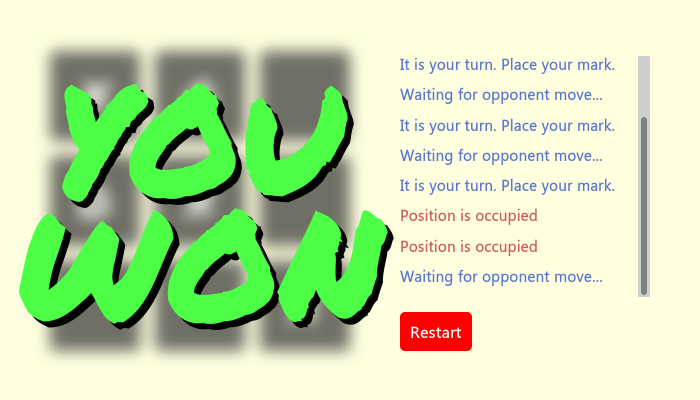 YOU
WON
It is your turn. Place your mark.
Waiting for opponent move...
It is your turn. Place your mark.
Waiting for opponent move...
It is your turn. Place your mark.
Position is occupied
Position is occupied
Waiting for opponent move...
Restart